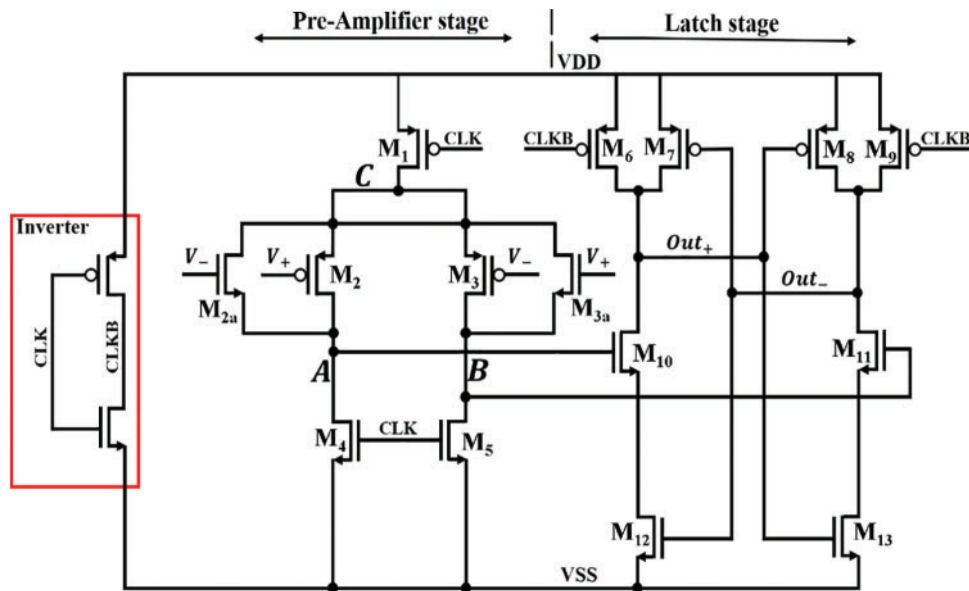 Pre-Amplifier stage
Latch stage
VDD
M1
CLK
CLKB
M6
M7
M8
M9
CLKB
C
Inverter
V−
V+
M2
M3
V−
V+
M2a
M3a
Out+
Out−
CLK
CLKB
A
B
M10
M11
M4
CLK
M5
M12
M13
VSS